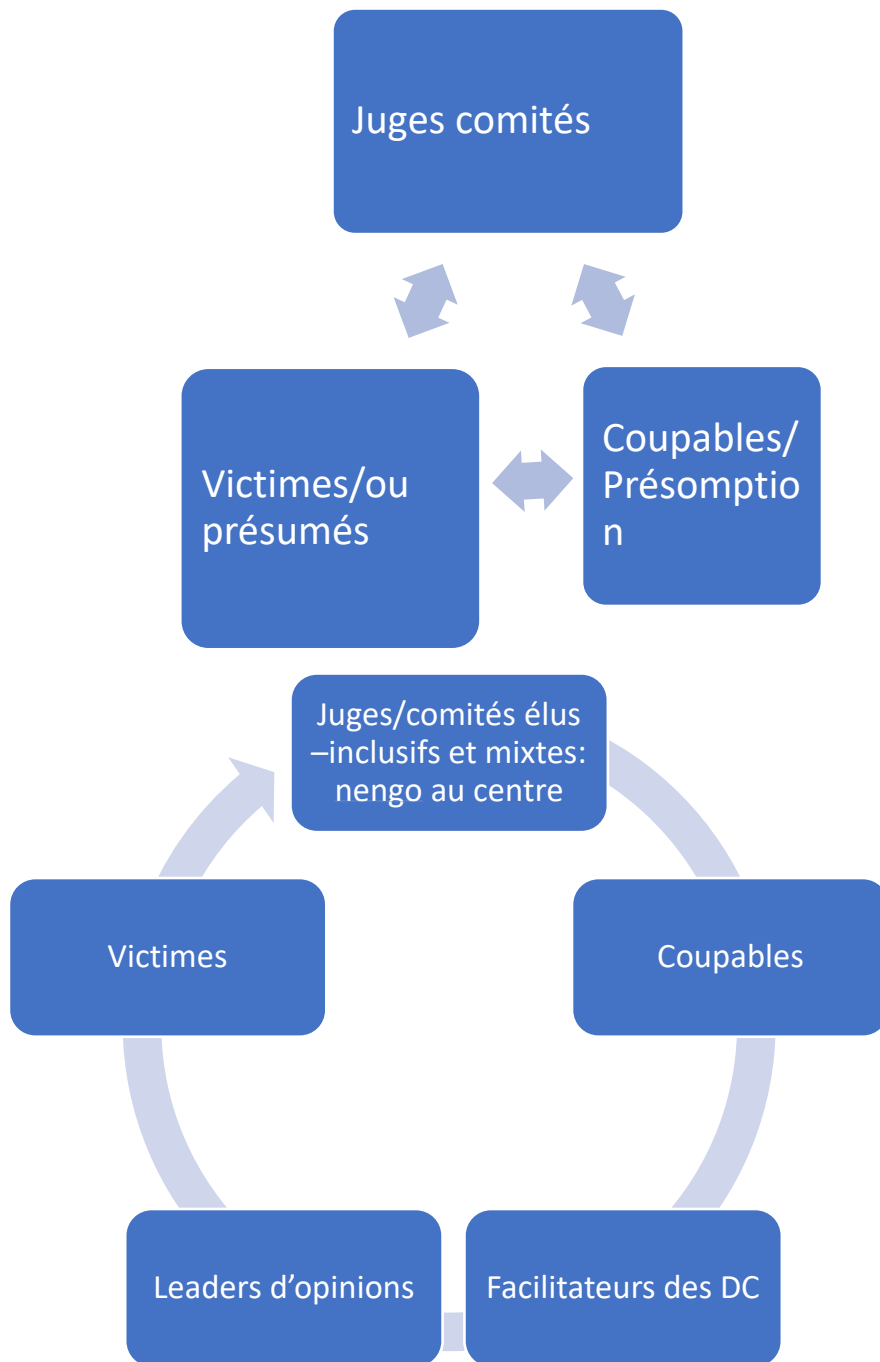 Juges comités
Victimes/ou
présumés
Coupables/
Présomptio
n
Juges/comités élus
–inclusifs et mixtes:
nengo au centre
Victimes
Coupables
Leaders d’opinions
Facilitateurs des DC